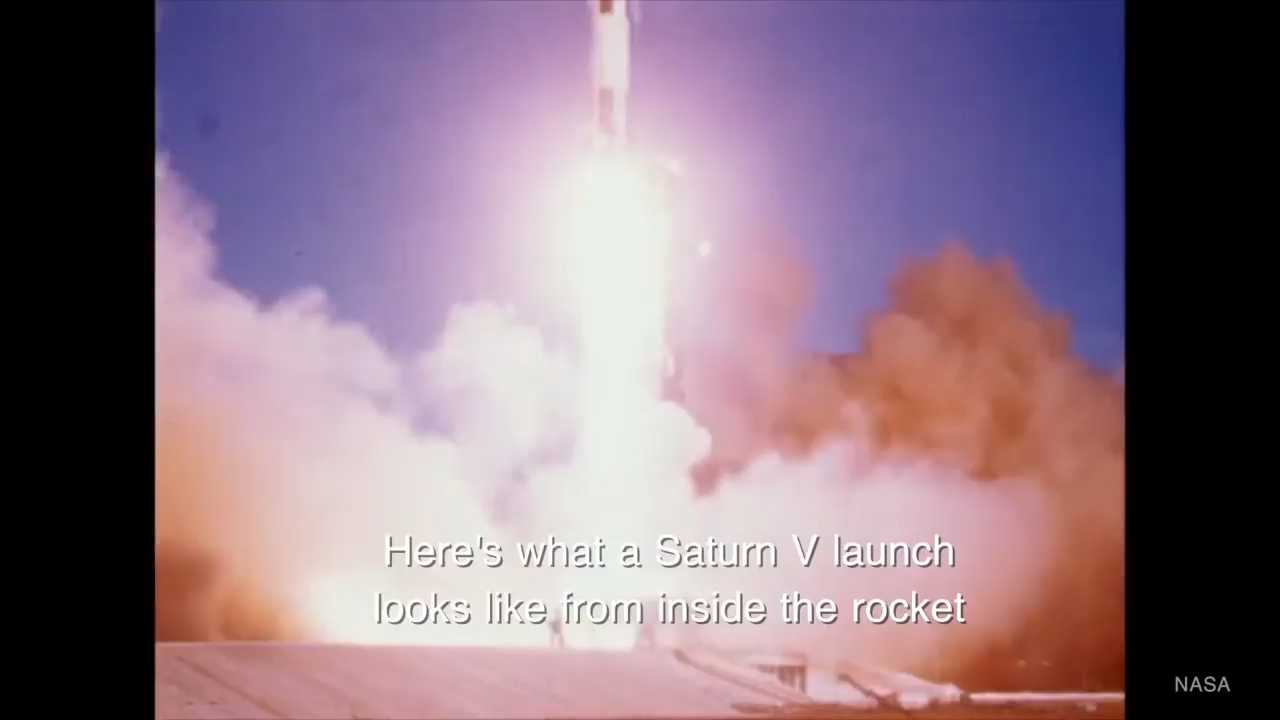 Here's what a Saturn V launch
looks like from inside the rocket
NASA